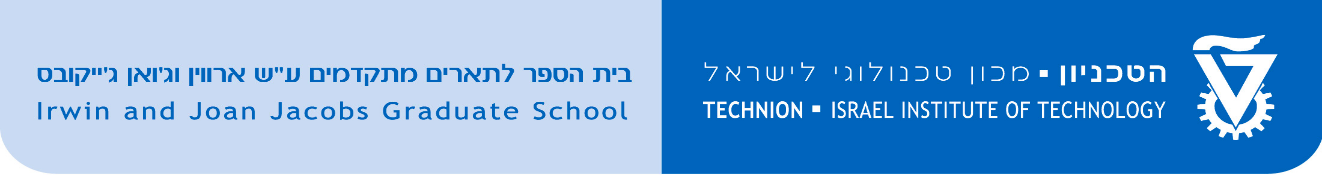 בית הספר לתארים מתקדמים ע"ש ארווין וג'ואן ג'ייקובס
Irwin and Joan Jacobs Graduate School
הטכניון ▪ מכון טכנולוגי לישראל
TECHNION ▪ ISRAEL INSTITUTE OF TECHNOLOGY